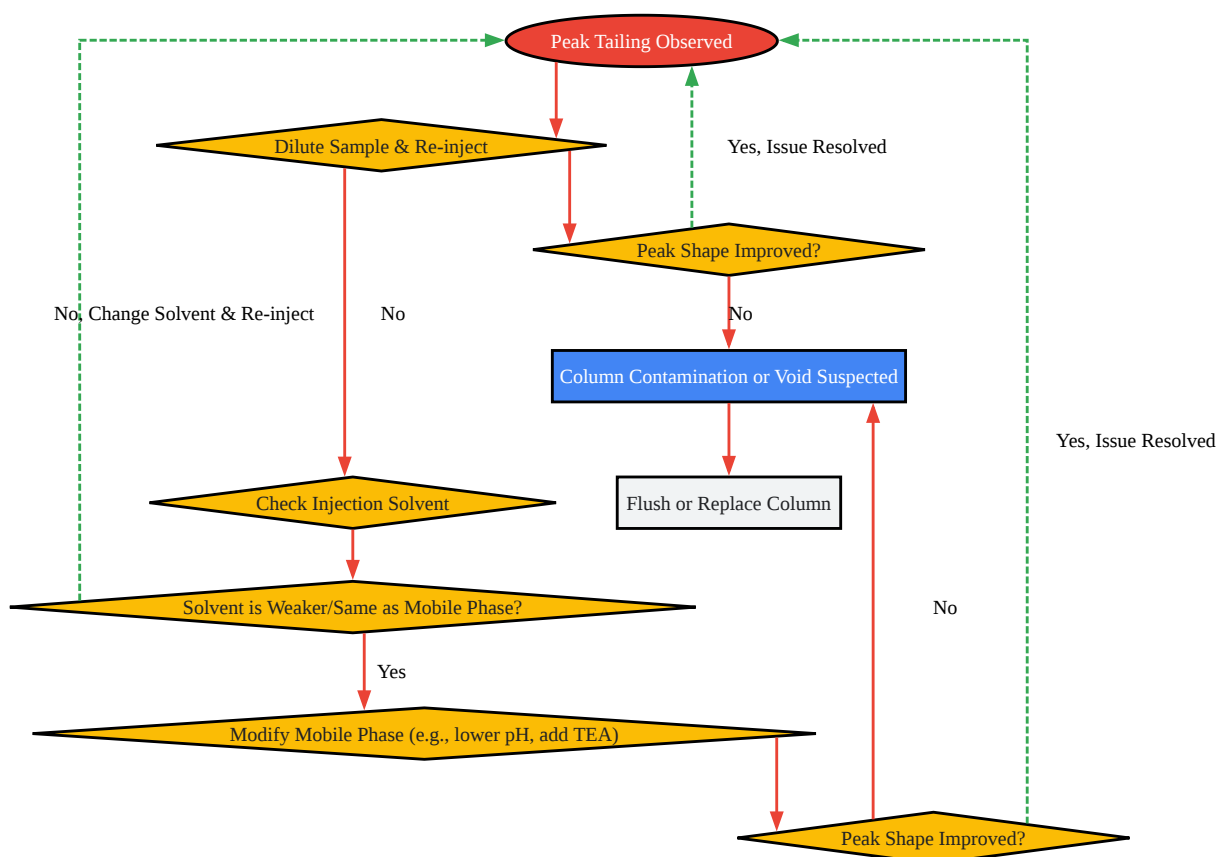 Peak Tailing Observed
Dilute Sample & Re-inject
Yes, Issue Resolved
Peak Shape Improved?
No, Change Solvent & Re-inject
No
No
Column Contamination or Void Suspected
Yes, Issue Resolved
Check Injection Solvent
Flush or Replace Column
Solvent is Weaker/Same as Mobile Phase?
No
Yes
Modify Mobile Phase (e.g., lower pH, add TEA)
Peak Shape Improved?